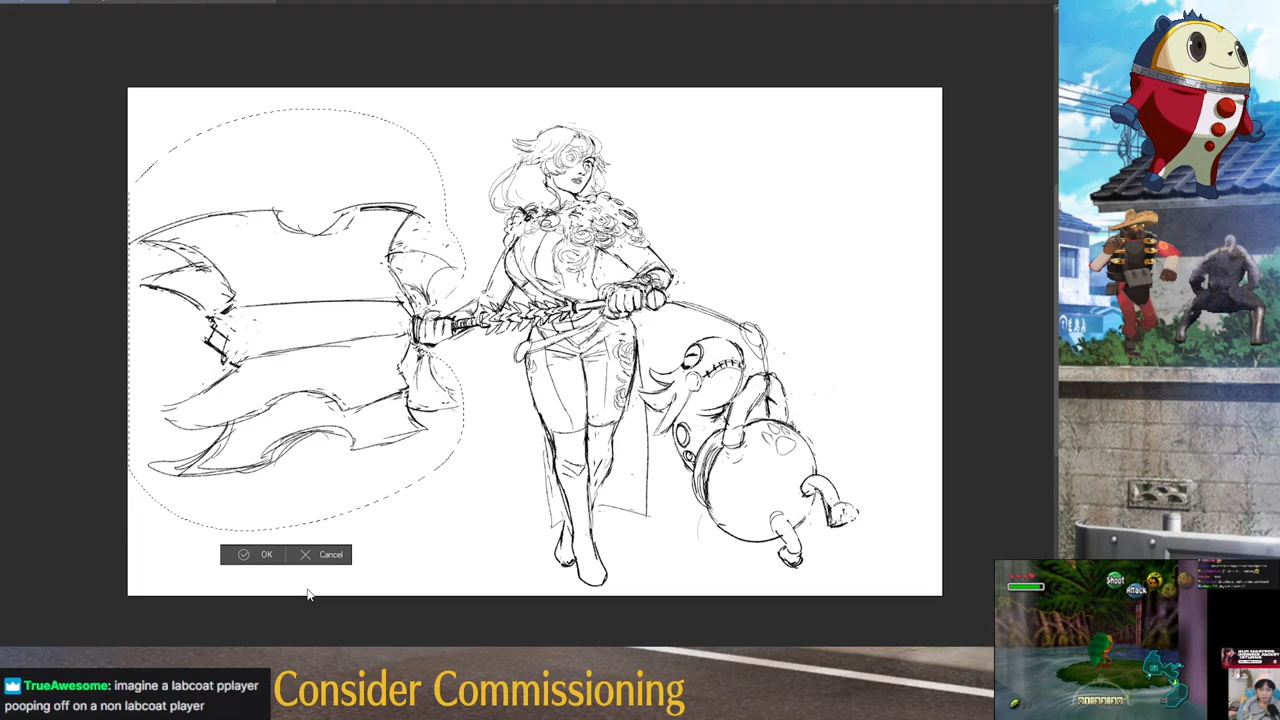 OK Cancel
Shoot
Attack
TrueAwesome: imagine a labcoat pplayer
pooping off on a non labcoat player
Consider Commissioning